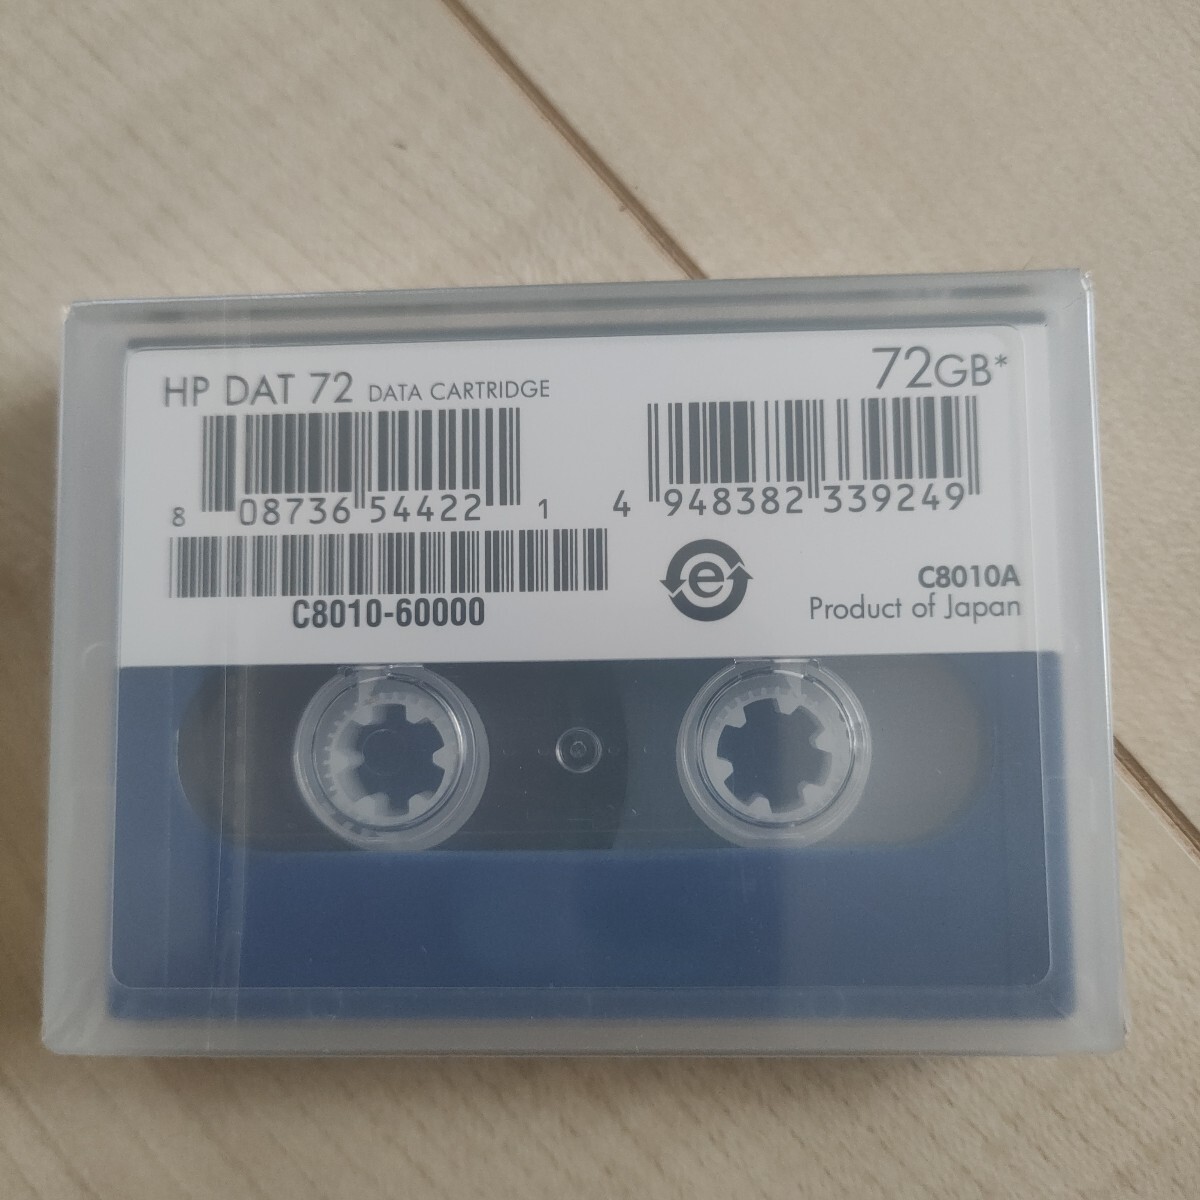 HP DAT 72 DATA CARTRIDGE
72GB*
8 08736 54422 1
4 948382 339249
C8010-60000
e
C8010A
Product of Japan